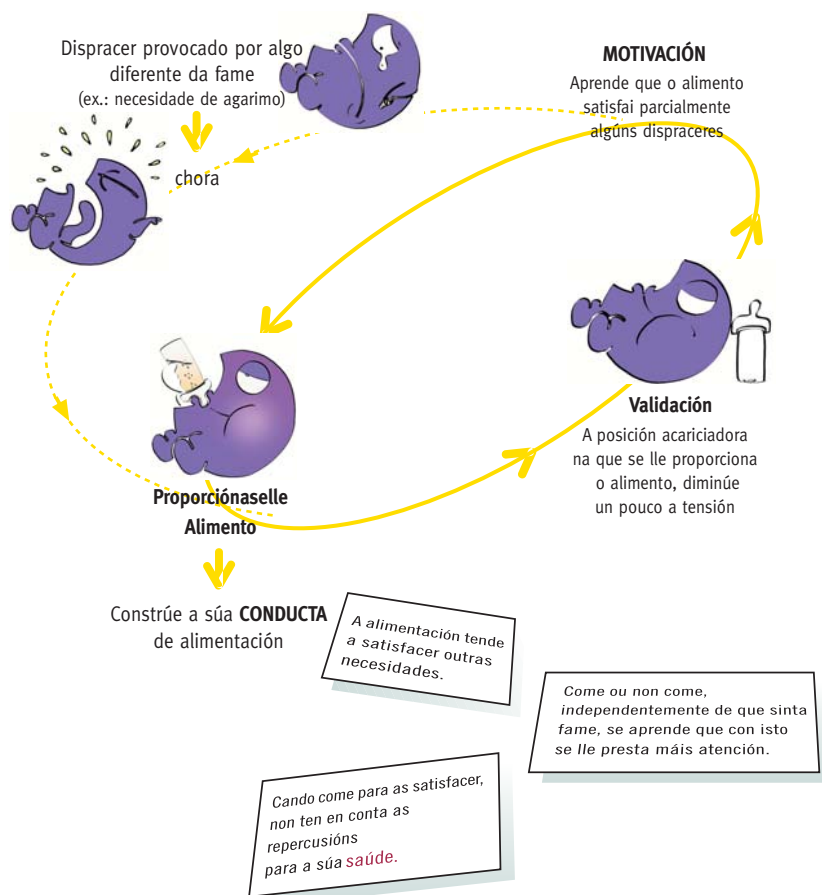 Dispracer provocado por algo
diferente da fame
(ex.: necesidade de agarimo)
chora
MOTIVACIÓN
Aprende que o alimento
satisfai parcialmente
algúns dispraceres
Validación
A posición acariciadora
na que se lle proporciona
o alimento, diminúe
un pouco a tensión
Proporciónaselle
Alimento
Constrúe a súa CONDUCTA
de alimentación
A alimentación tende
a satisfacer outras
necesidades.
Come ou non come,
independentemente de que sinta
fame, se aprende que con isto
se lle presta máis atención.
Cando come para as satisfacer,
non ten en conta as
repercusións
para a súa saúde.